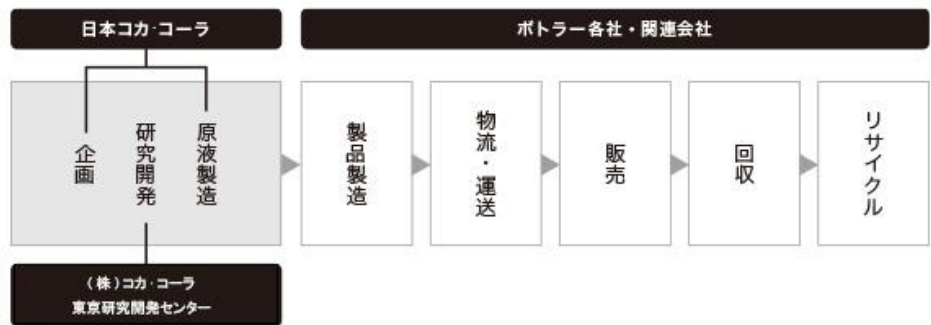 日本コカ·コーラ
ボトラー各社・関連会社
企画
研究開発
原液製造
製品製造
物流・運送
販売
回収
リサイクル
（株）コカ·コーラ
東京研究開発センター